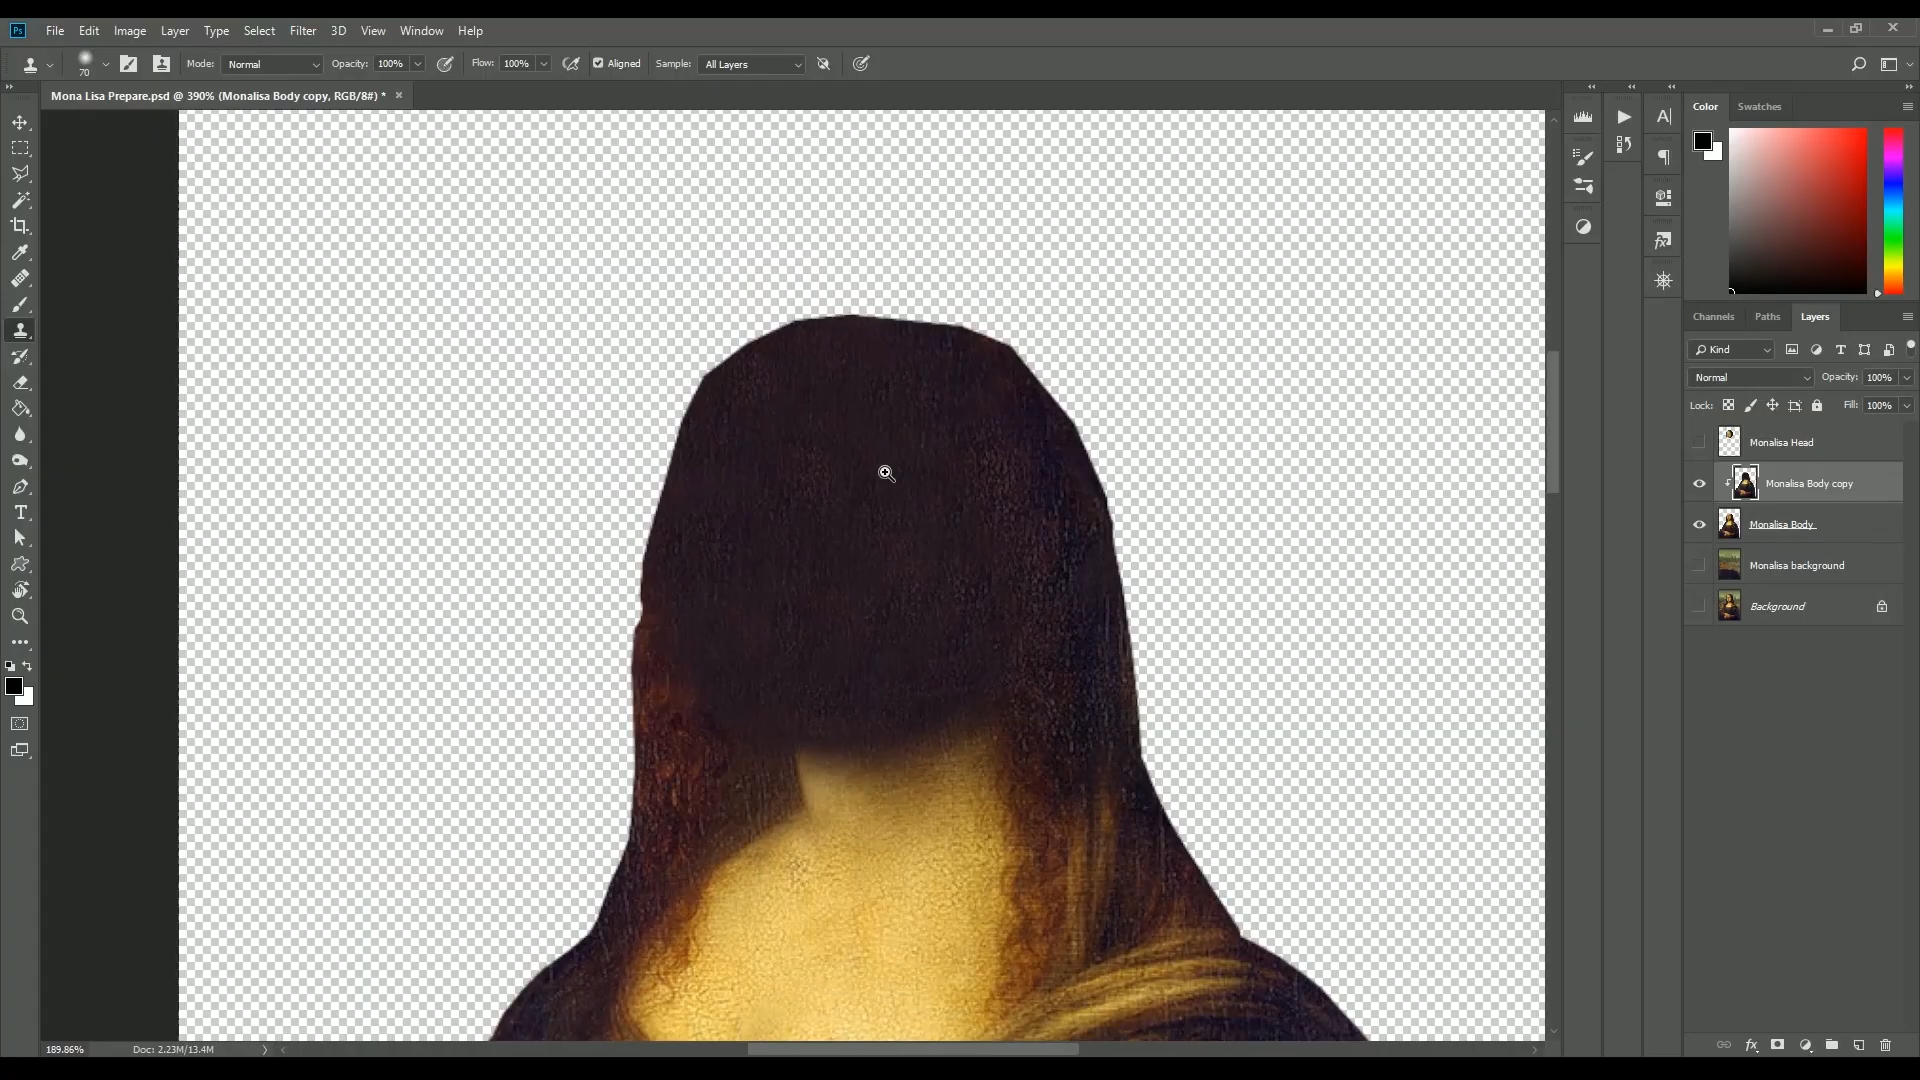 Ps File Edit Image Layer Type Select Filter 3D View Window Help
70 Mode: Normal Opacity: 100% Flow: 100% Aligned Sample: All Layers
Mona Lisa Prepare.psd @ 390% (Monalisa Body copy, RGB/8#) *
Color Swatches
Channels Paths Layers
Kind
Normal Opacity: 100%
Lock: Fill: 100%
Monalisa Head
Monalisa Body copy
Monalisa Body
Monalisa background
Background
189.86% Doc: 2.23M/13.4M